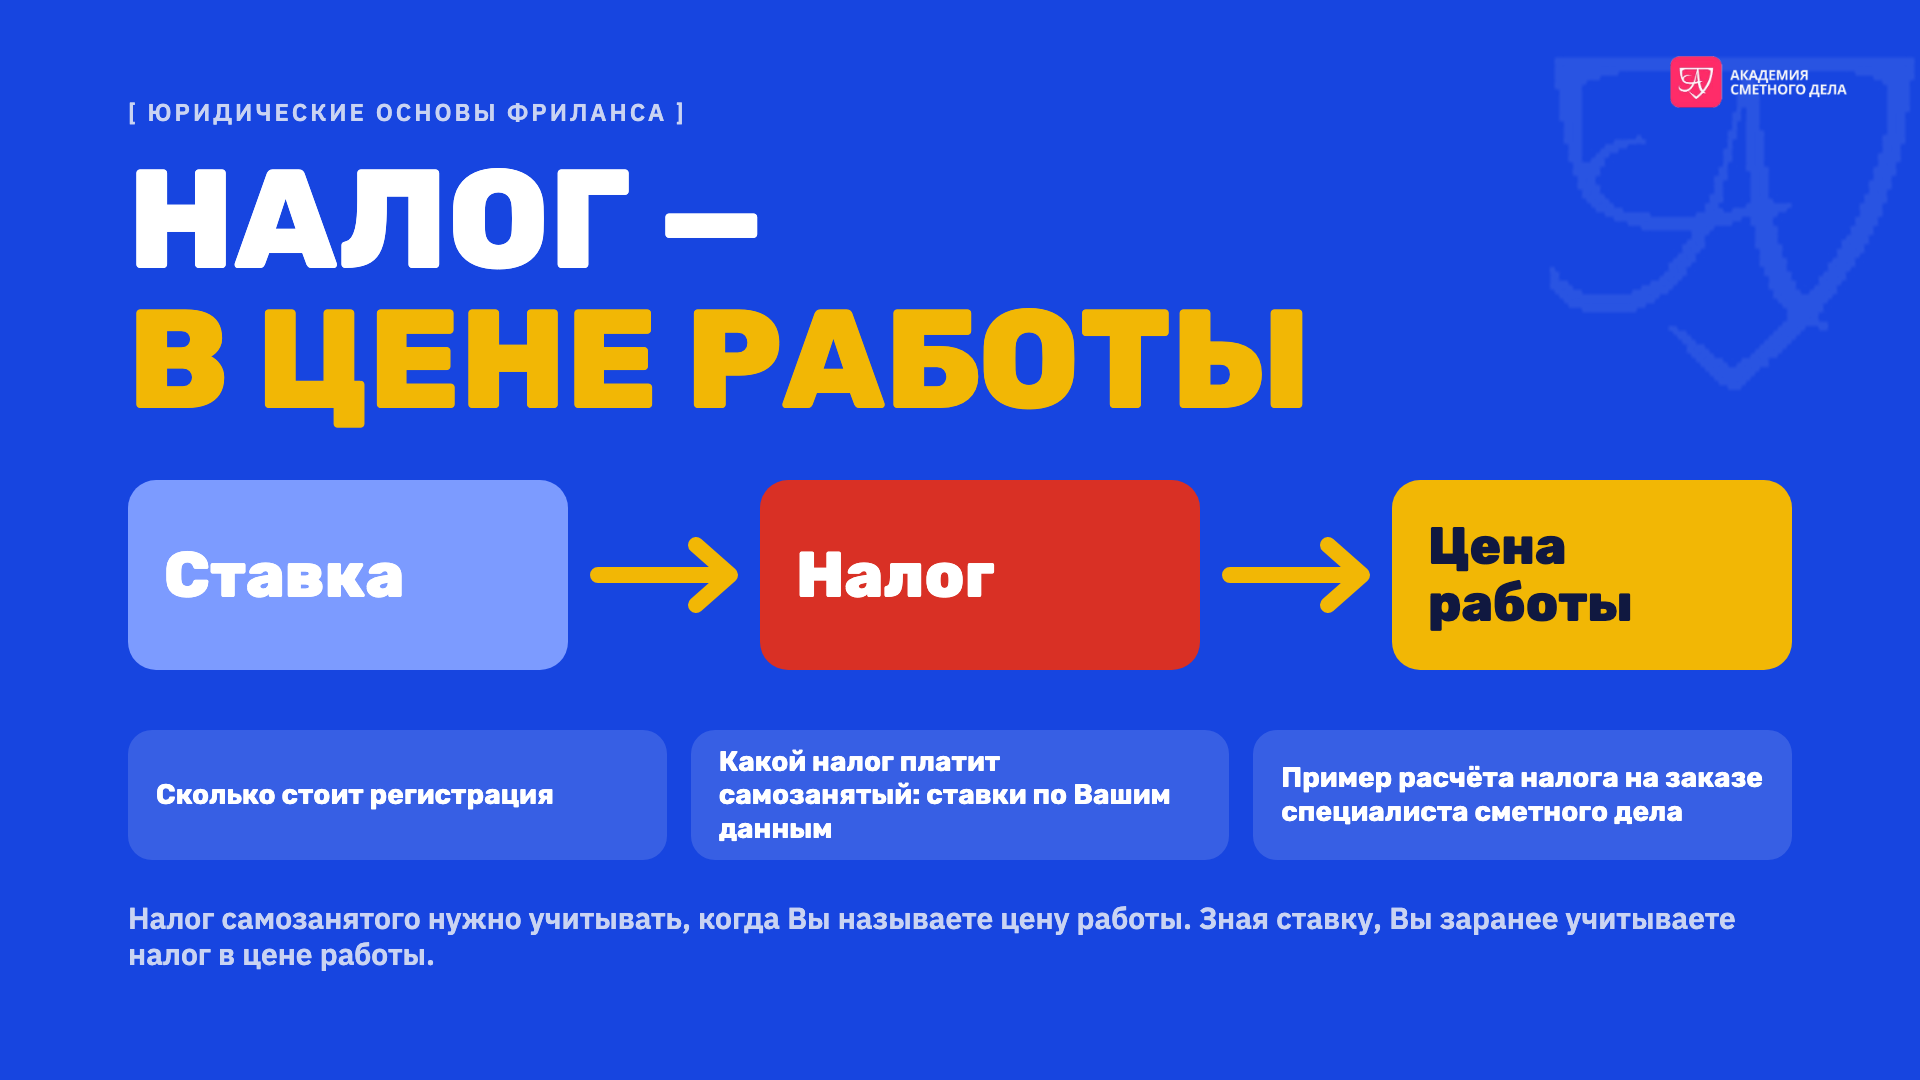 [ ЮРИДИЧЕСКИЕ ОСНОВЫ ФРИЛАНСА ]
АКАДЕМИЯ
СМЕТНОГО ДЕЛА
НАЛОГ –
В ЦЕНЕ РАБОТЫ
Ставка
Налог
Цена
работы
Сколько стоит регистрация
Какой налог платит
самозанятый: ставки по Вашим
данным
Пример расчёта налога на заказе
специалиста сметного дела
Налог самозанятого нужно учитывать, когда Вы называете цену работы. Зная ставку, Вы заранее учитываете
налог в цене работы.